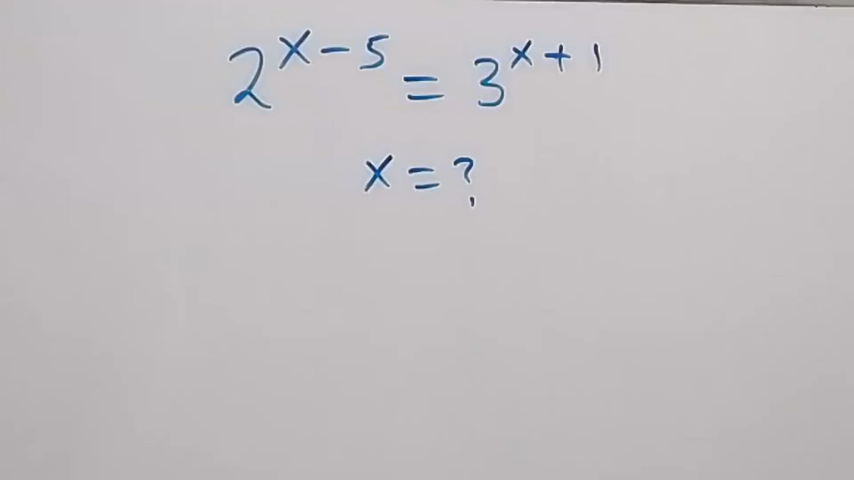 2^{x-5} = 3^{x+1}
x = ?